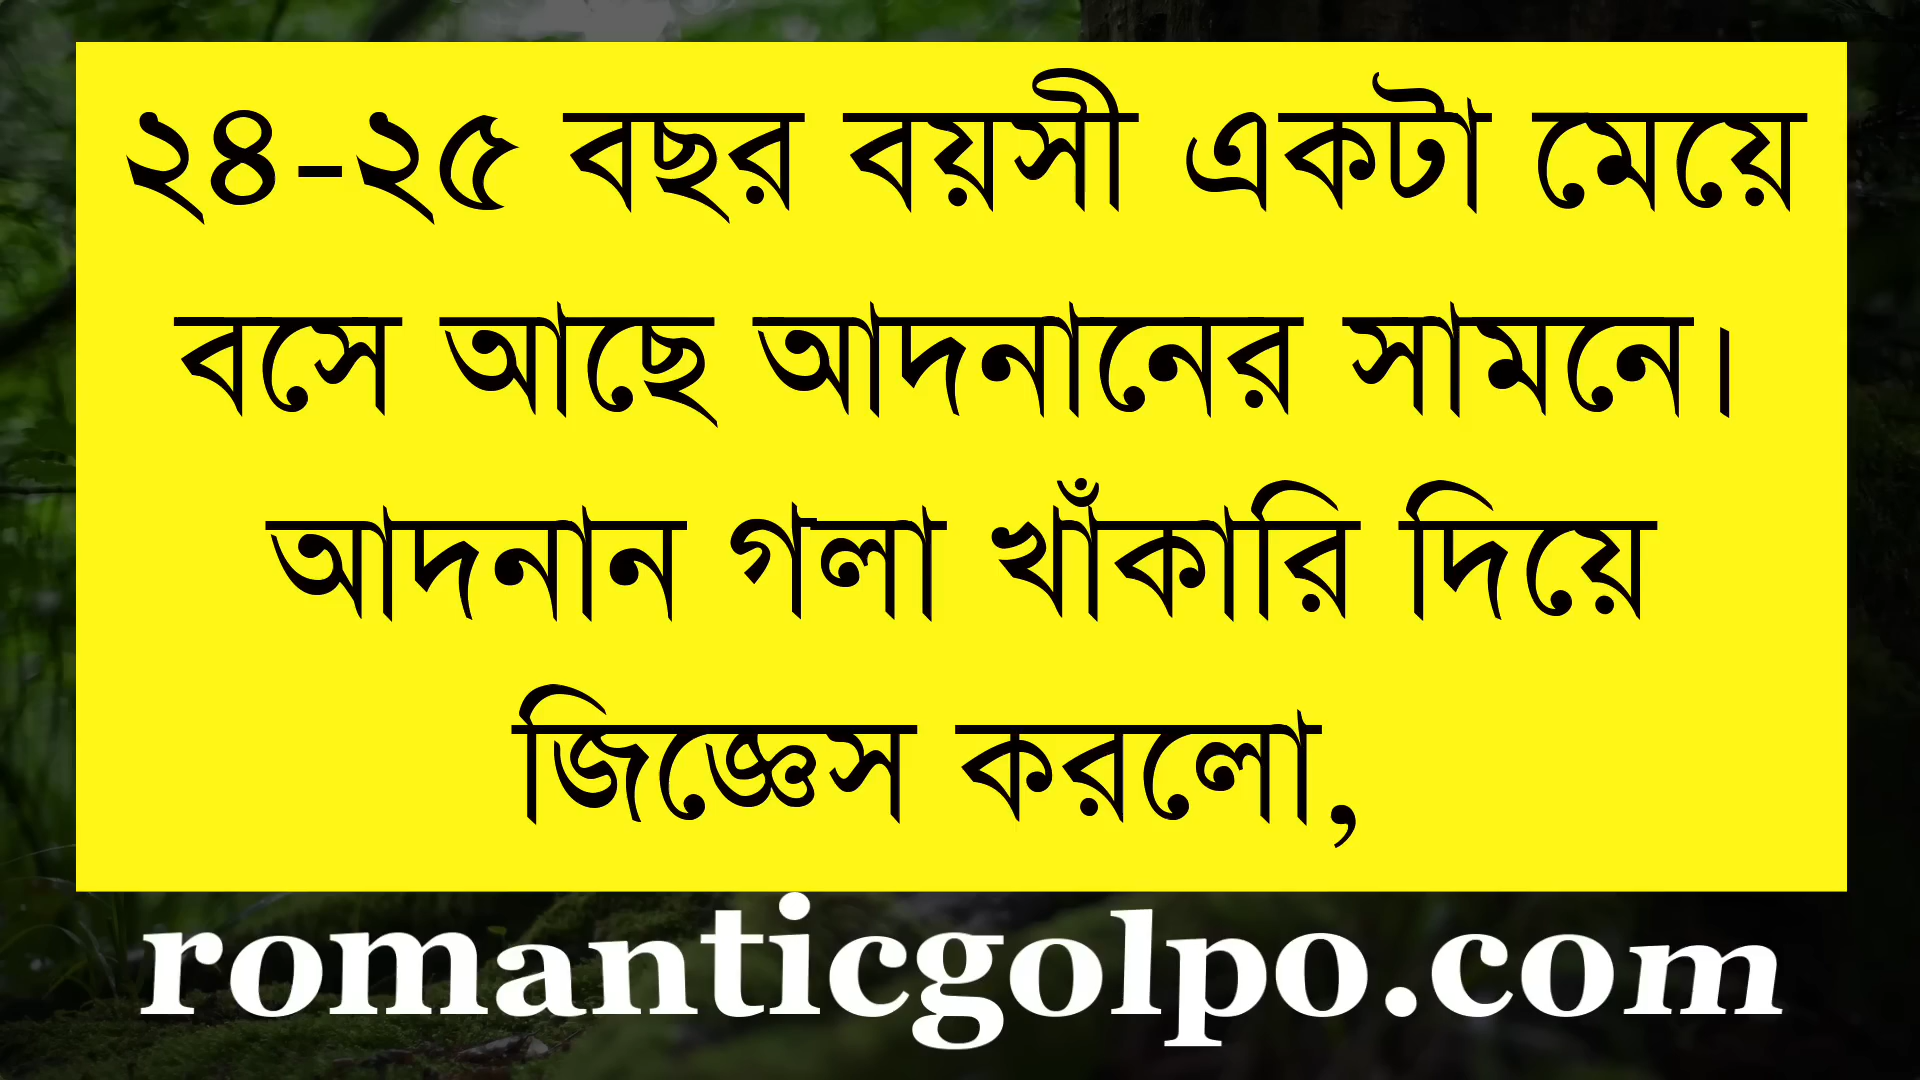 ২৪-২৫ বছর বয়সী একটা মেয়ে
বসে আছে আদনানের সামনে।
আদনান গলা খাঁকারি দিয়ে
জিজ্ঞেস করলো,
romanticgolpo.com